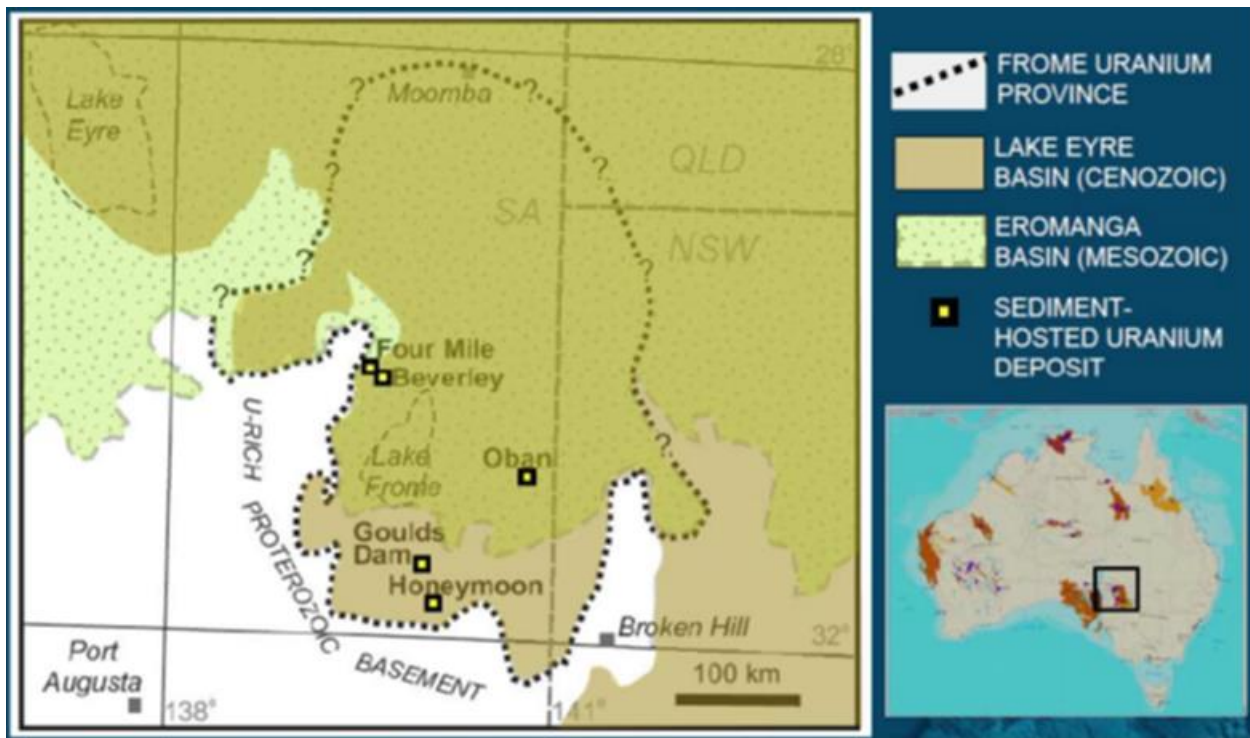 28°
Lake
Eyre
?
Moomba
?
?
?
QLD
SA
NSW
?
?
?
Four Mile
Beverley
?
U-RICH PROTEROZOIC BASEMENT
Lake
Frome
Oban
Goulds
Dam
Honeymoon
Broken Hill
32°
Port
Augusta
100 km
138°
141°
FROME URANIUM
PROVINCE
LAKE EYRE
BASIN (CENOZOIC)
EROMANGA
BASIN (MESOZOIC)
SEDIMENT-
HOSTED URANIUM
DEPOSIT